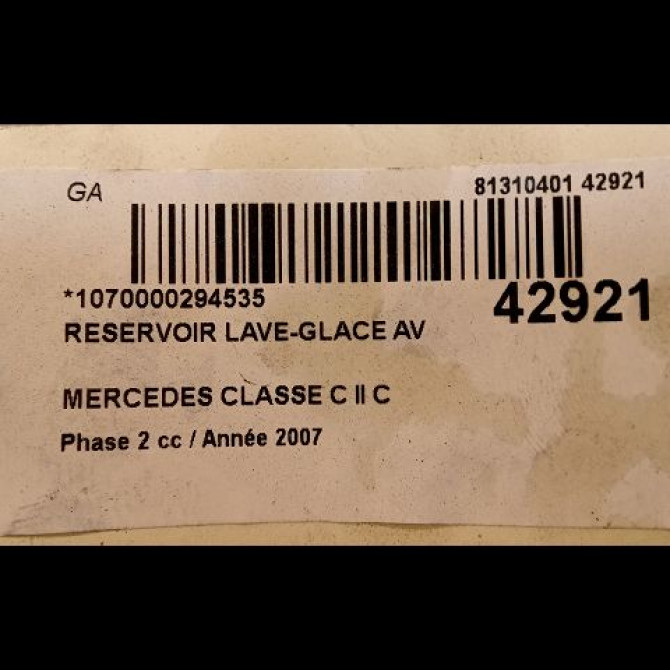 GA
81310401 42921
*1070000294535
42921
RESERVOIR LAVE-GLACE AV
MERCEDES CLASSE C II C
Phase 2 cc / Année 2007